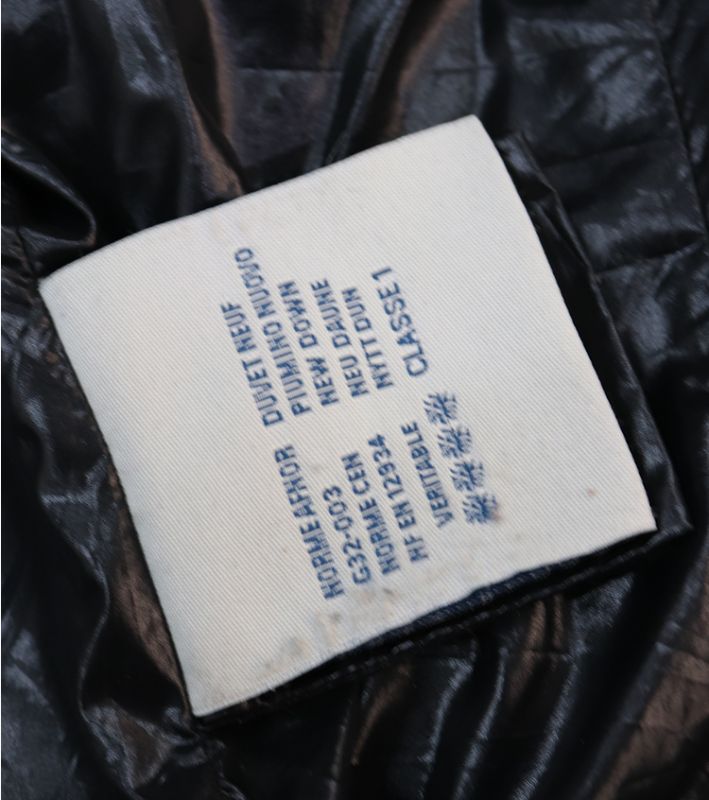 NORME AFNOR
G32-003
NORME CEN
NF EN 12934
VERITABLE
DUVET NEUF
PIUMINO NUOVO
NEW DOWN
NEU DAUNE
NYTT DUN
CLASSE 1